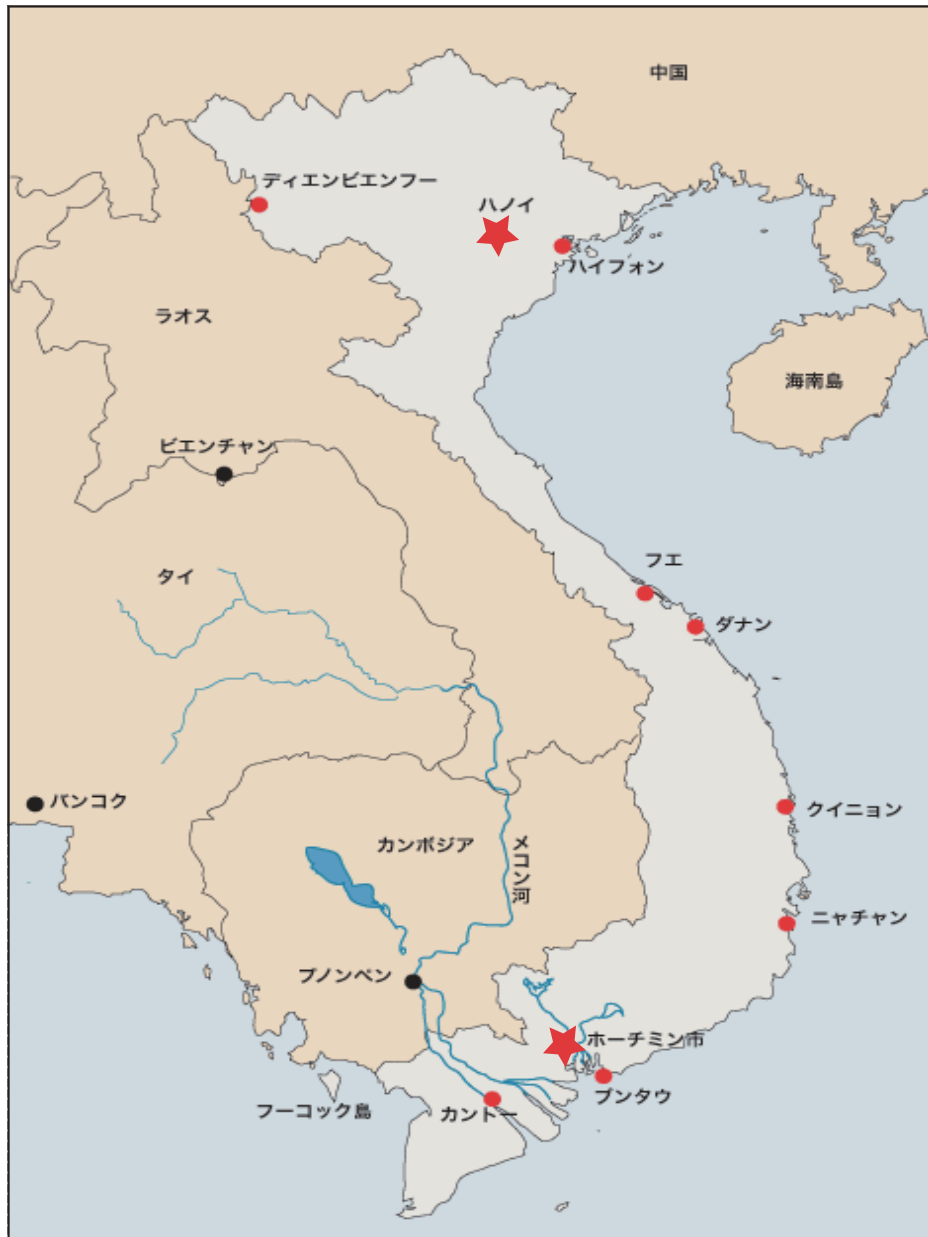 中国
ディエンビエンフー
ハノイ
ハイフォン
ラオス
海南島
ビエンチャン
フエ
タイ
ダナン
バンコク
クイニョン
カンボジア
メコン河
ニャチャン
プノンペン
ホーチミン市
ブンタウ
フーコック島
カントー